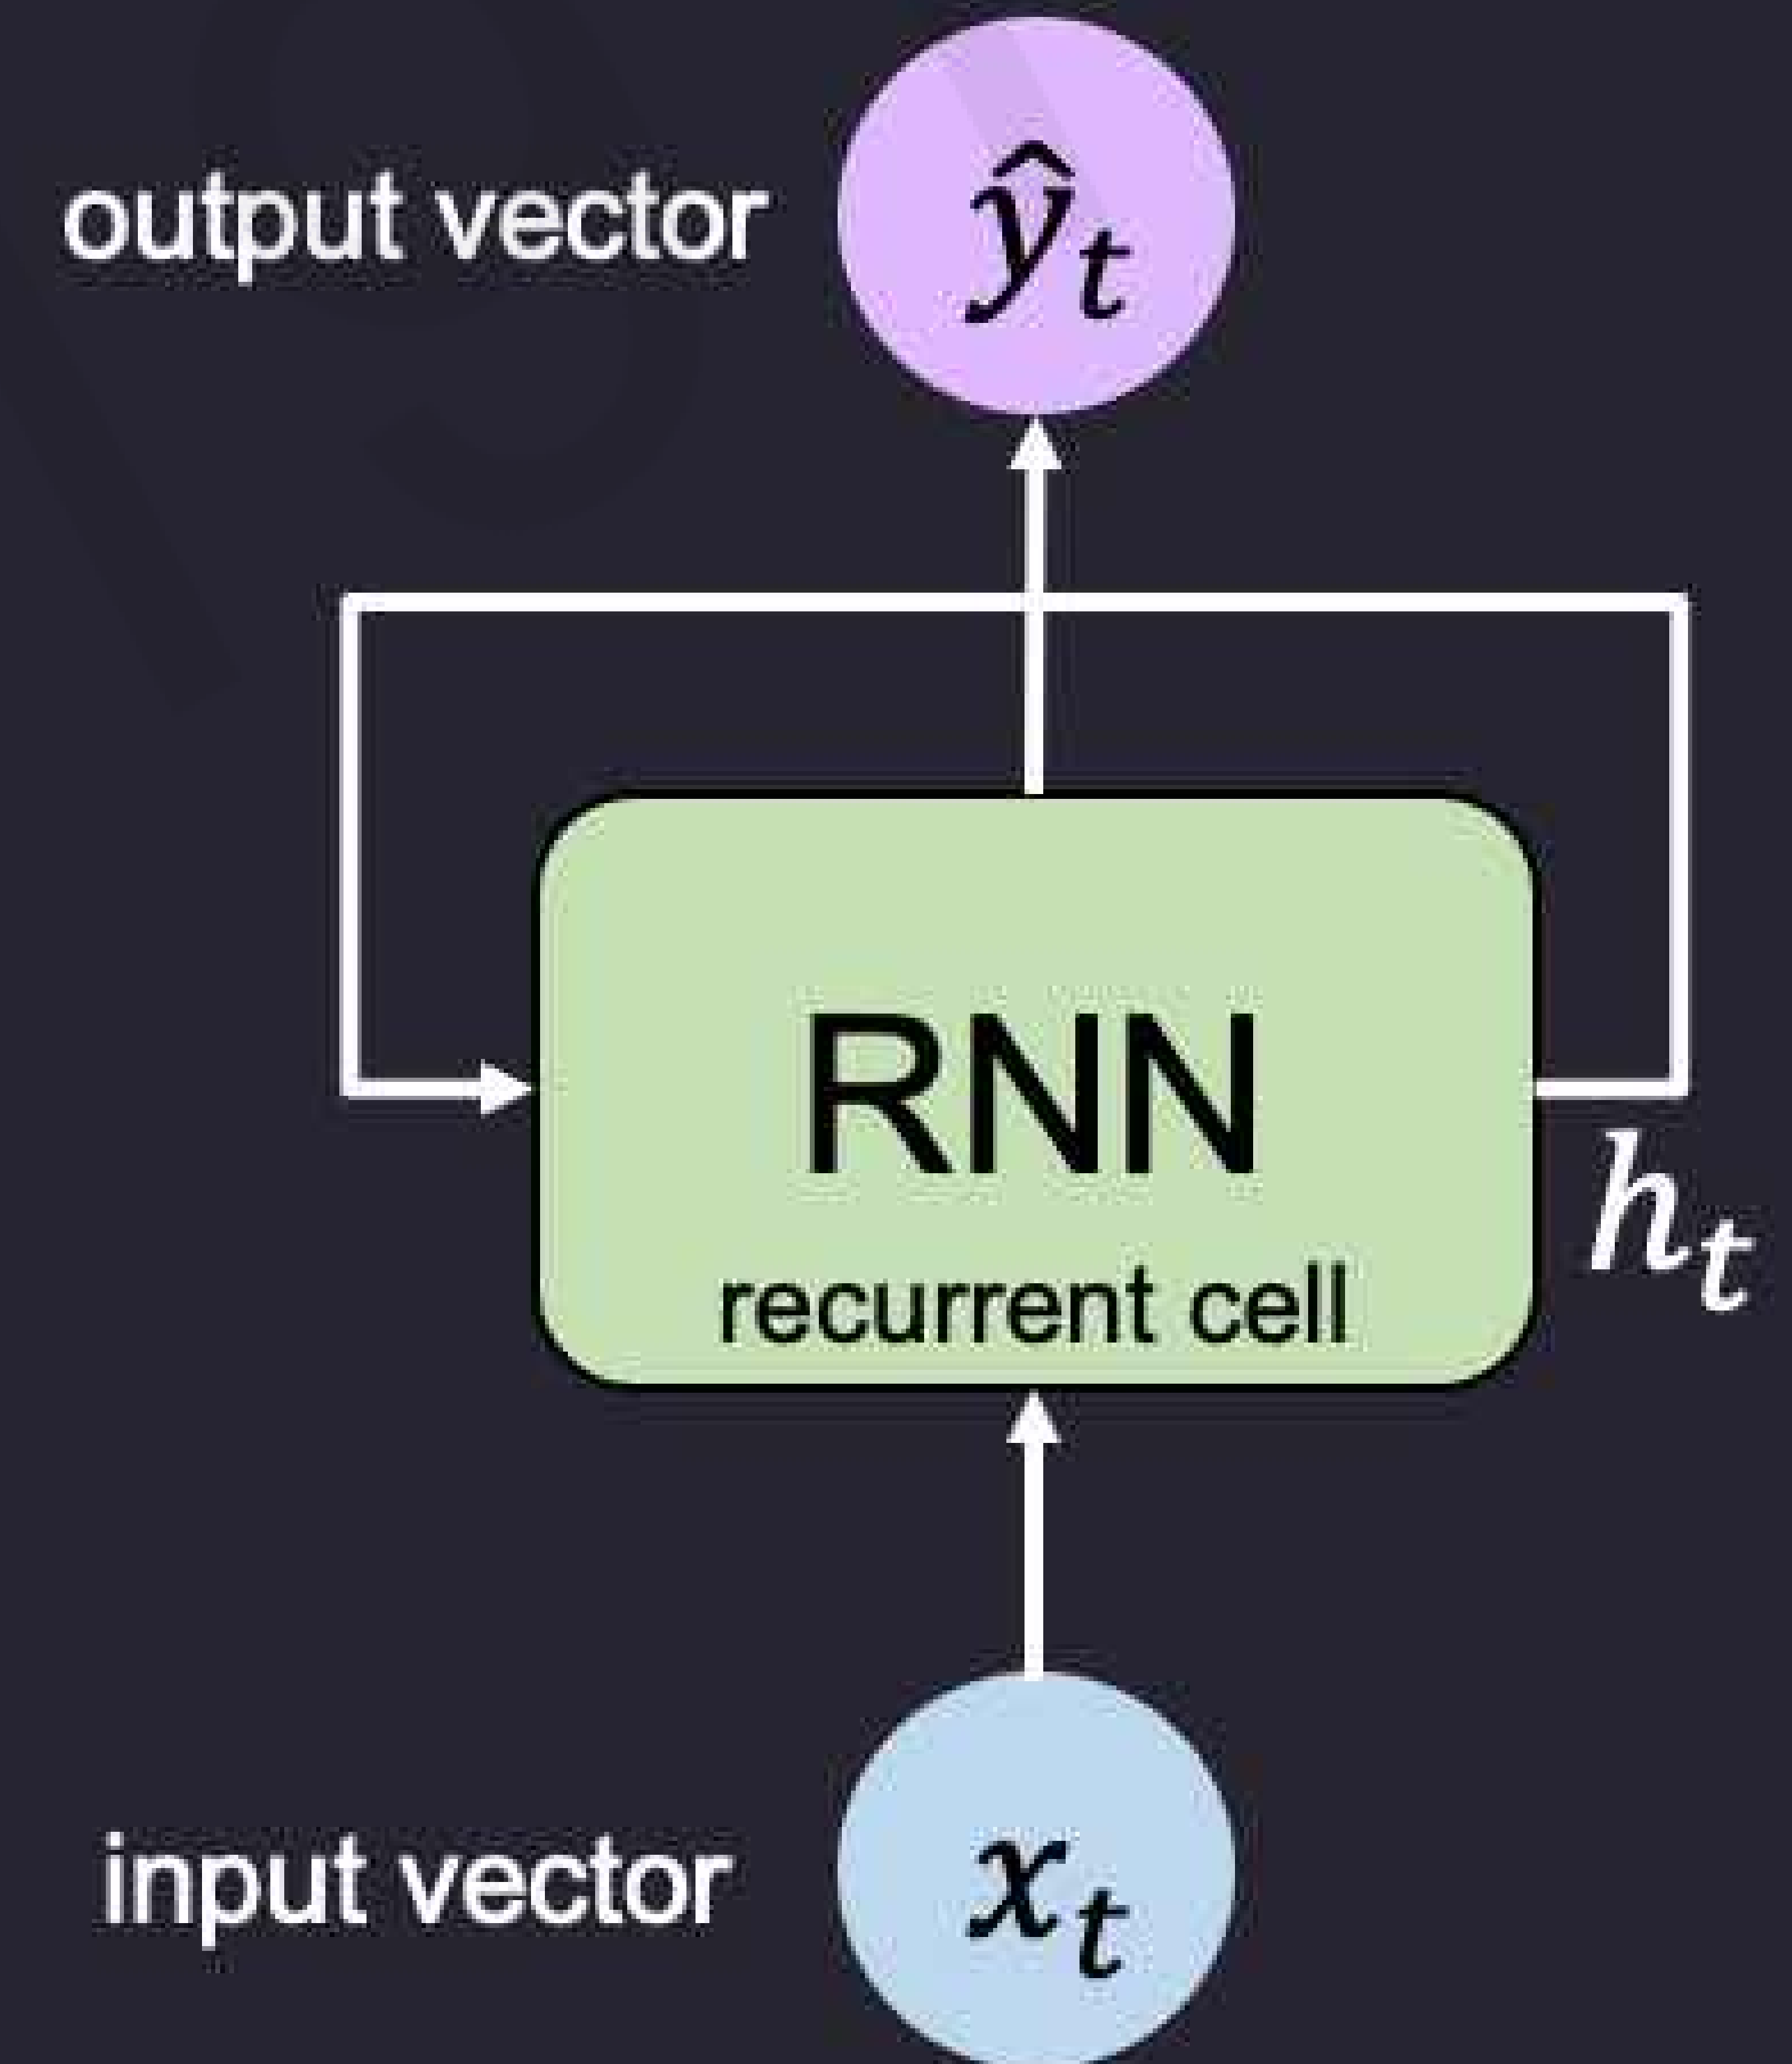 output vector
ŷt
RNN
ht
recurrent cell
input vector
xt